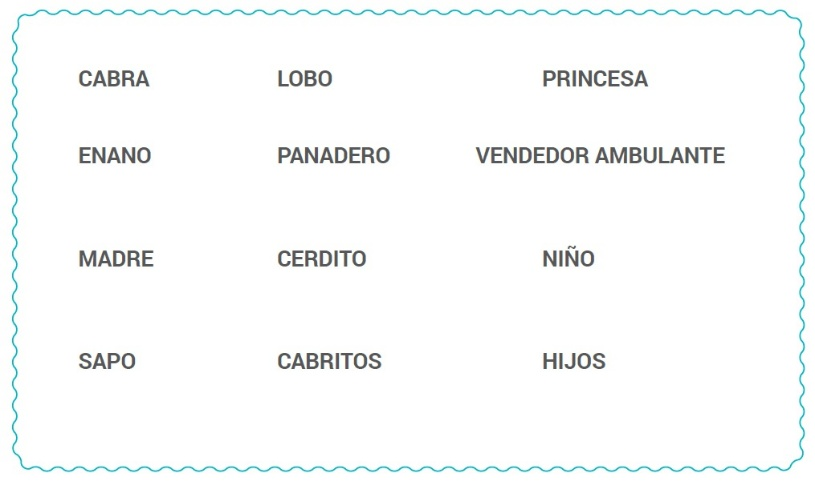 CABRA LOBO PRINCESA
ENANO PANADERO VENDEDOR AMBULANTE
MADRE CERDITO NIÑO
SAPO CABRITOS HIJOS